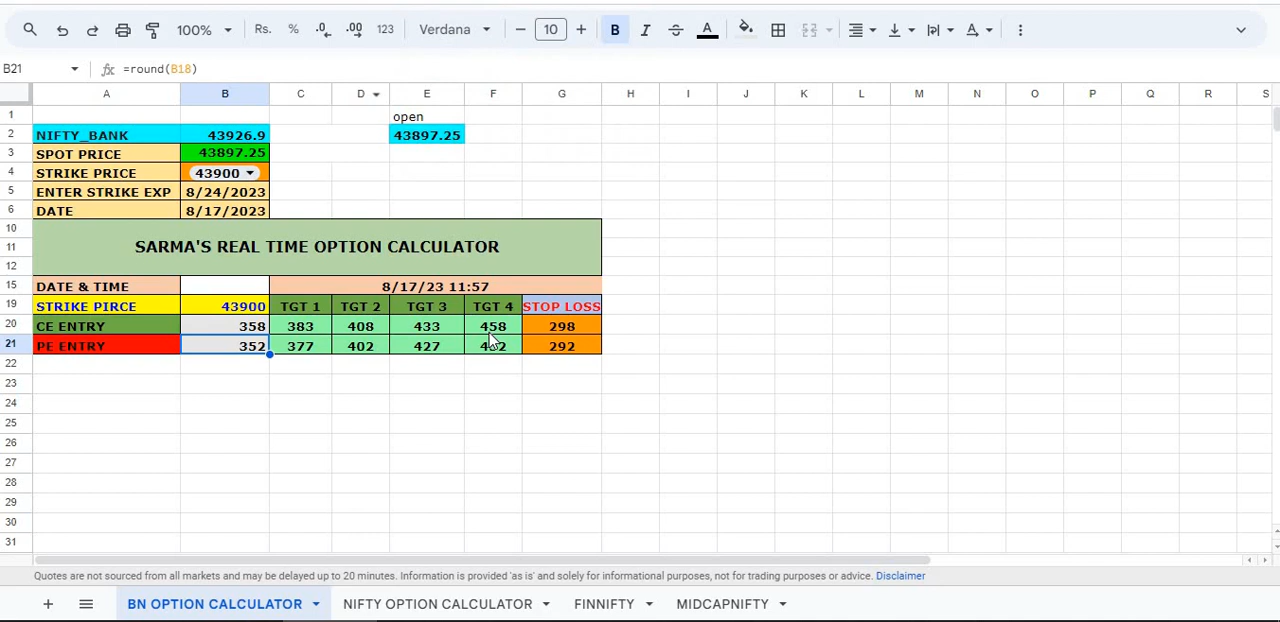 100% Rs. % .0 .00 123 Verdana − 10 + B I A
B21 fx =round(B18)
A B C D E F G H I J K L M N O P Q R S
1 open
2 NIFTY_BANK 43926.9 43897.25
3 SPOT PRICE 43897.25
4 STRIKE PRICE 43900
5 ENTER STRIKE EXP 8/24/2023
6 DATE 8/17/2023
10
11 SARMA'S REAL TIME OPTION CALCULATOR
12
15 DATE & TIME 8/17/23 11:57
19 STRIKE PIRCE 43900 TGT 1 TGT 2 TGT 3 TGT 4 STOP LOSS
20 CE ENTRY 358 383 408 433 458 298
21 PE ENTRY 352 377 402 427 292
22
23
24
25
26
27
28
29
30
31
Quotes are not sourced from all markets and may be delayed up to 20 minutes. Information is provided 'as is' and solely for informational purposes, not for trading purposes or advice. Disclaimer
+ BN OPTION CALCULATOR NIFTY OPTION CALCULATOR FINNIFTY MIDCAPNIFTY